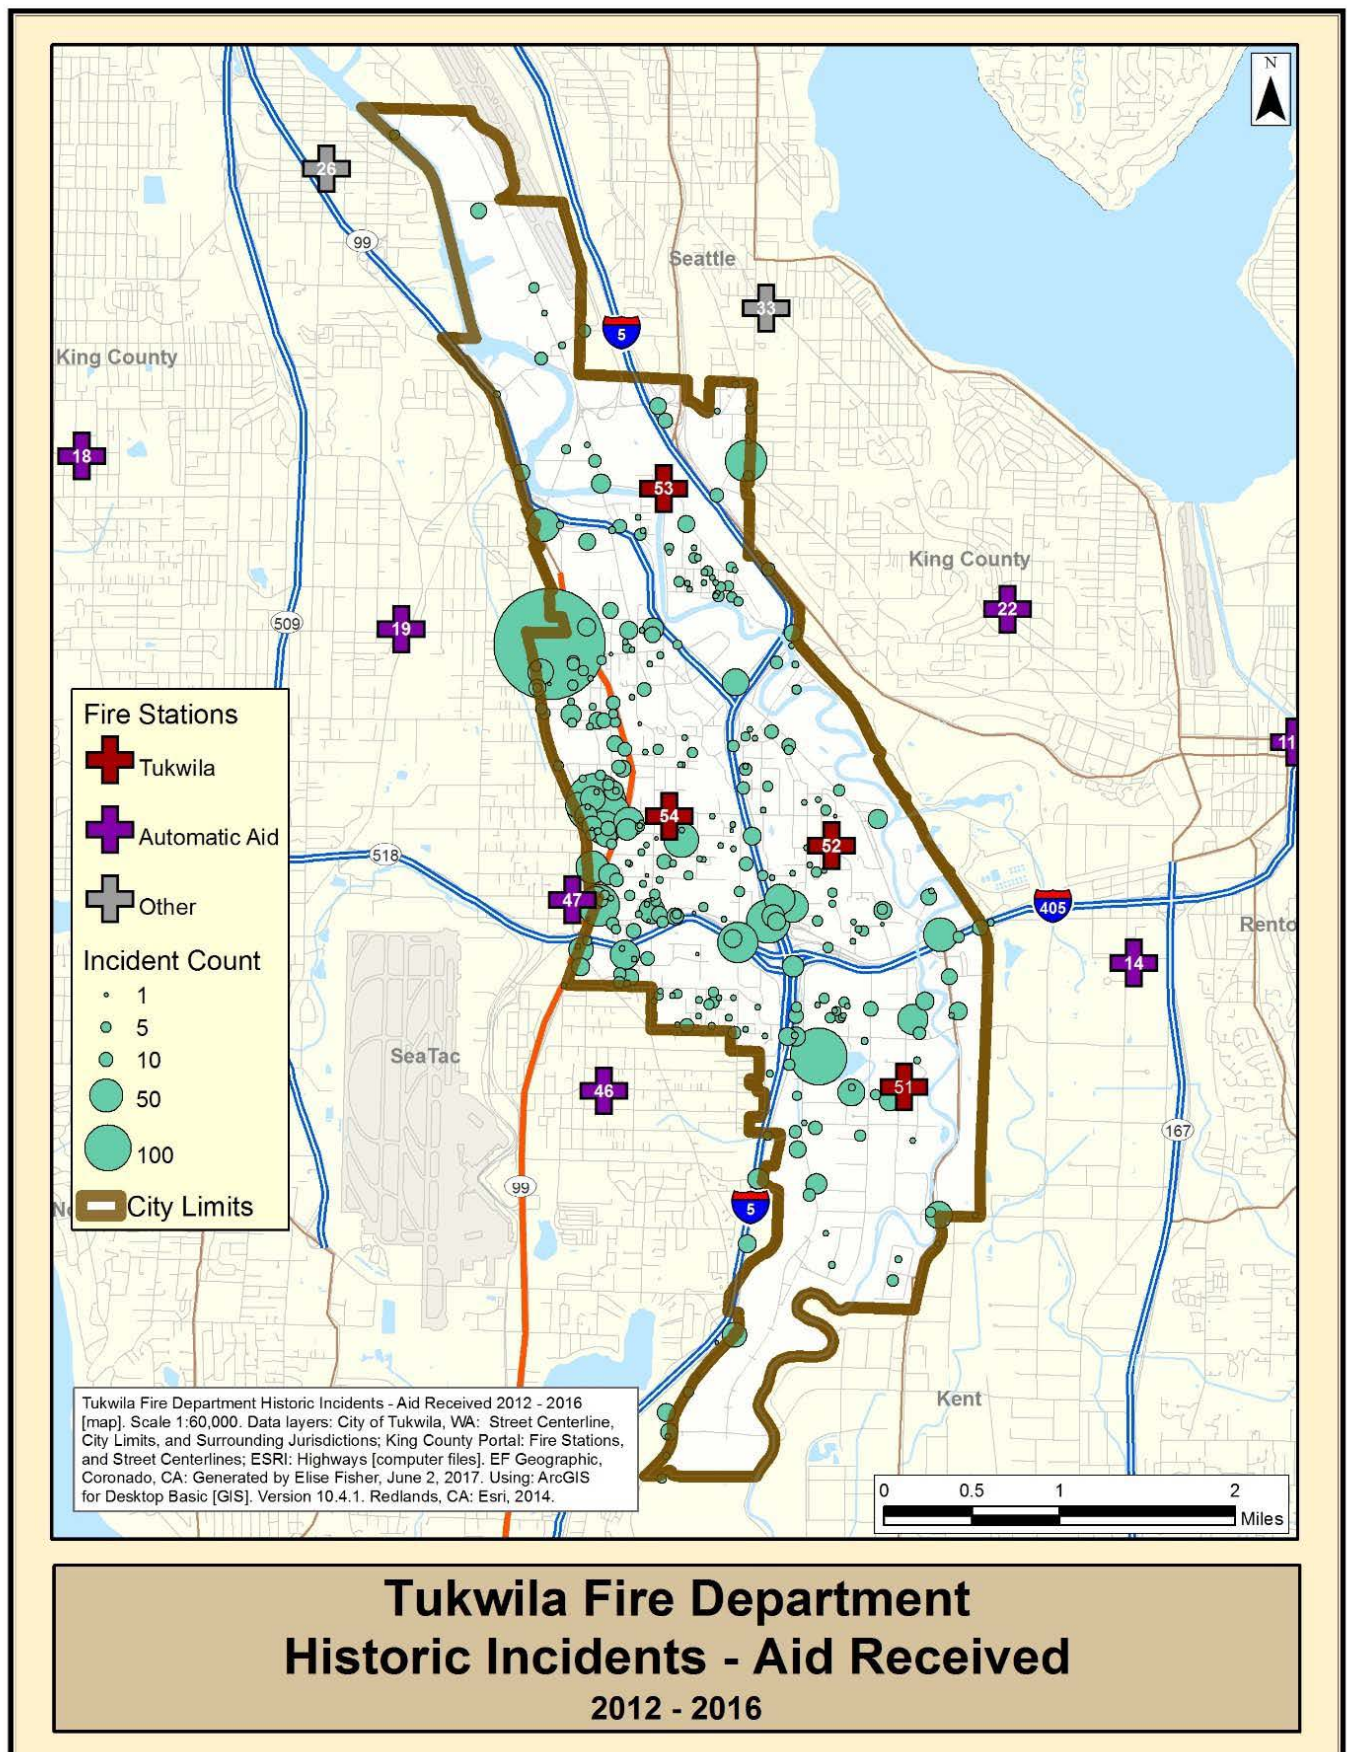 N
26
99
Seattle
33
5
King County
18
53
King County
22
19
509
11
Fire Stations
Tukwila
Automatic Aid
Other
Incident Count
1
5
10
50
100
City Limits
54
52
518
47
405
Rento
14
SeaTac
46
51
167
99
5
Kent
Tukwila Fire Department Historic Incidents - Aid Received 2012 - 2016
[map]. Scale 1:60,000. Data layers: City of Tukwila, WA: Street Centerline,
City Limits, and Surrounding Jurisdictions; King County Portal: Fire Stations,
and Street Centerlines; ESRI: Highways [computer files]. EF Geographic,
Coronado, CA: Generated by Elise Fisher, June 2, 2017. Using: ArcGIS
for Desktop Basic [GIS]. Version 10.4.1. Redlands, CA: Esri, 2014.
0 0.5 1 2
Miles
Tukwila Fire Department
Historic Incidents - Aid Received
2012 - 2016